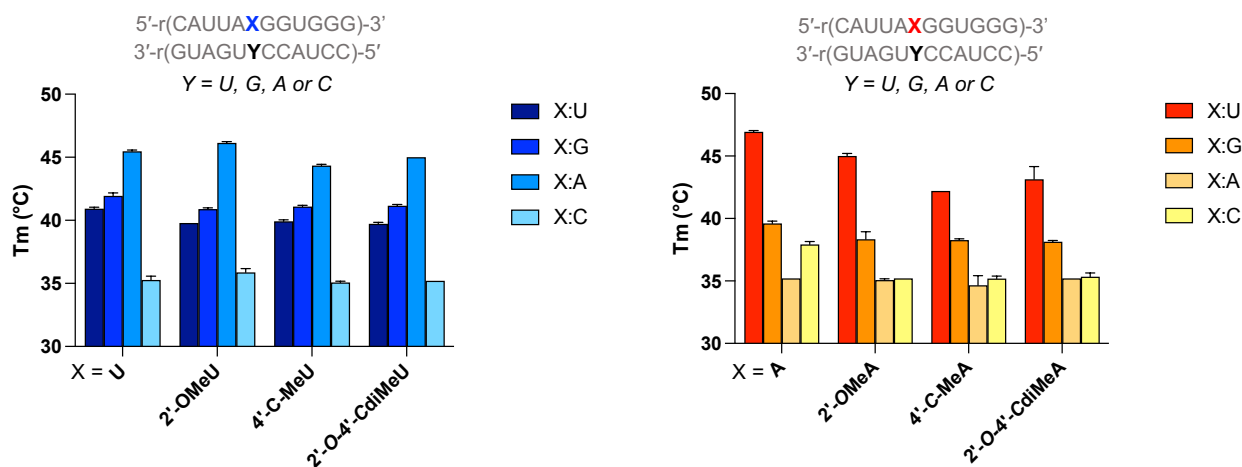 5′-r(CAUUAXGGUGGG)-3’
3′-r(GUAGUYCCAUCC)-5′
Y = U, G, A or C
50
45
40
35
30
Tm (°C)
X:U
X:G
X:A
X:C
X = U
2'-OMeU
4'-C-MeU
2'-O-4'-CdiMeU
5′-r(CAUUAXGGUGGG)-3’
3′-r(GUAGUYCCAUCC)-5′
Y = U, G, A or C
50
45
40
35
30
Tm (°C)
X:U
X:G
X:A
X:C
X = A
2'-OMeA
4'-C-MeA
2'-O-4'-CdiMeA